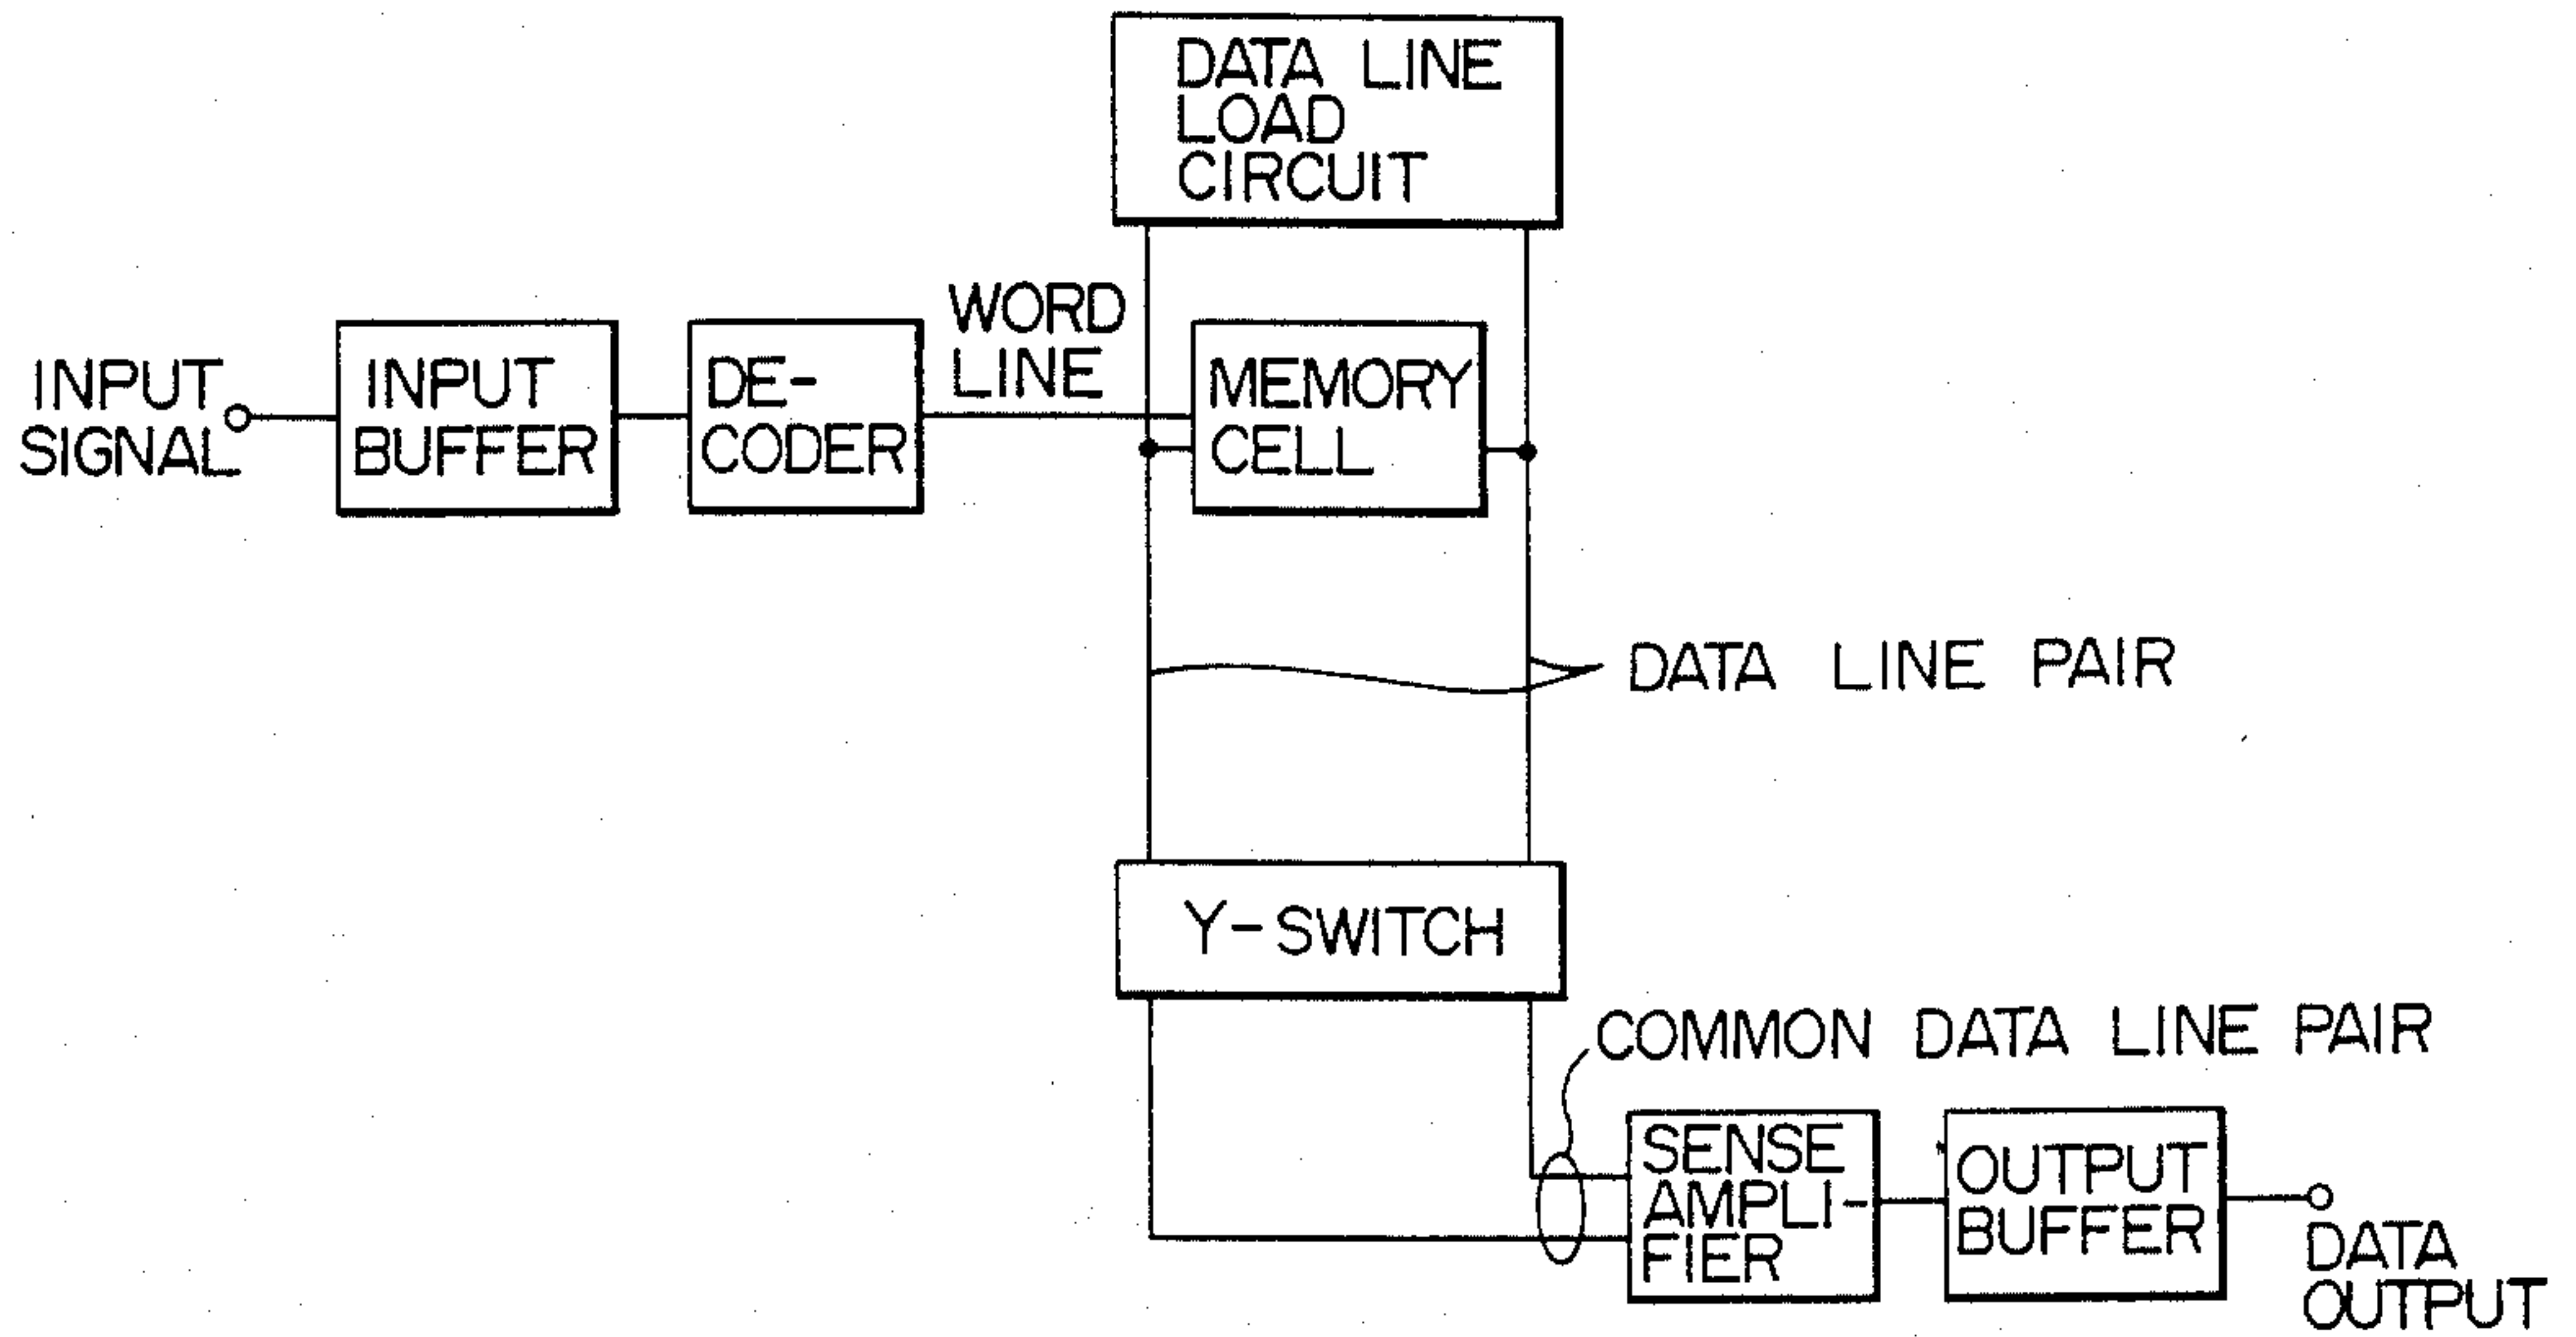 DATA LINE
LOAD
CIRCUIT
WORD
LINE
INPUT
SIGNAL
INPUT
BUFFER
DE-
CODER
MEMORY
CELL
DATA LINE PAIR
Y-SWITCH
COMMON DATA LINE PAIR
SENSE
AMPLI-
FIER
OUTPUT
BUFFER
DATA
OUTPUT